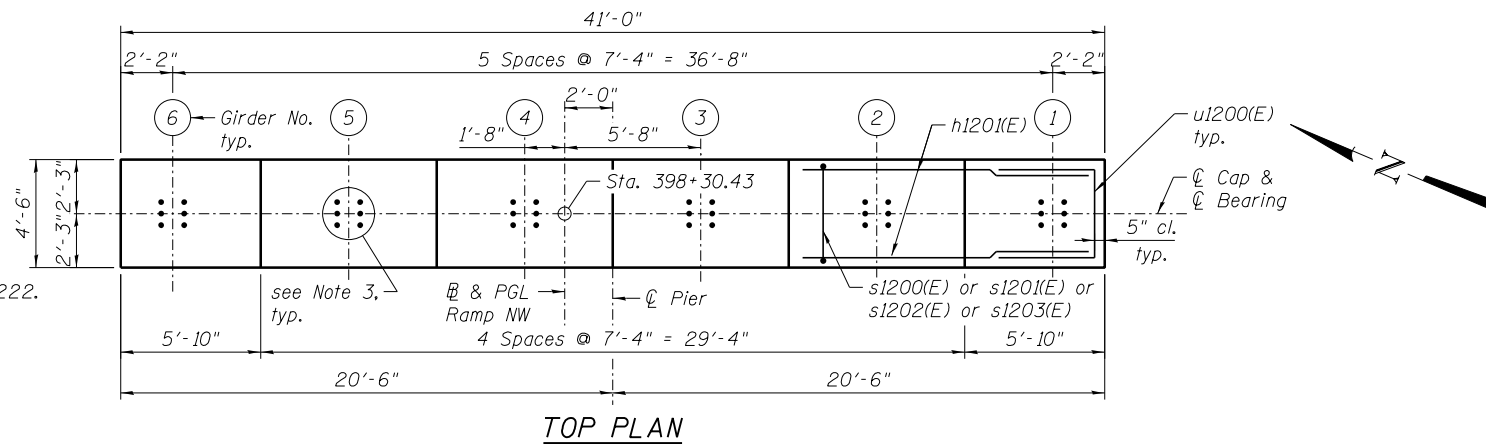 41'-0"
2'-2"
5 Spaces @ 7'-4" = 36'-8"
2'-2"
2'-0"
6
Girder No.
typ.
5
4
3
2
1
1'-8"
5'-8"
h1201(E)
u1200(E)
typ.
N
4'-6"
2'-3"
2'-3"
Sta. 398+30.43
℄ Cap &
℄ Bearing
5" cl.
typ.
222.
see Note 3,
typ.
B & PGL
Ramp NW
℄ Pier
s1200(E) or s1201(E) or
s1202(E) or s1203(E)
5'-10"
4 Spaces @ 7'-4" = 29'-4"
5'-10"
20'-6"
20'-6"
TOP PLAN